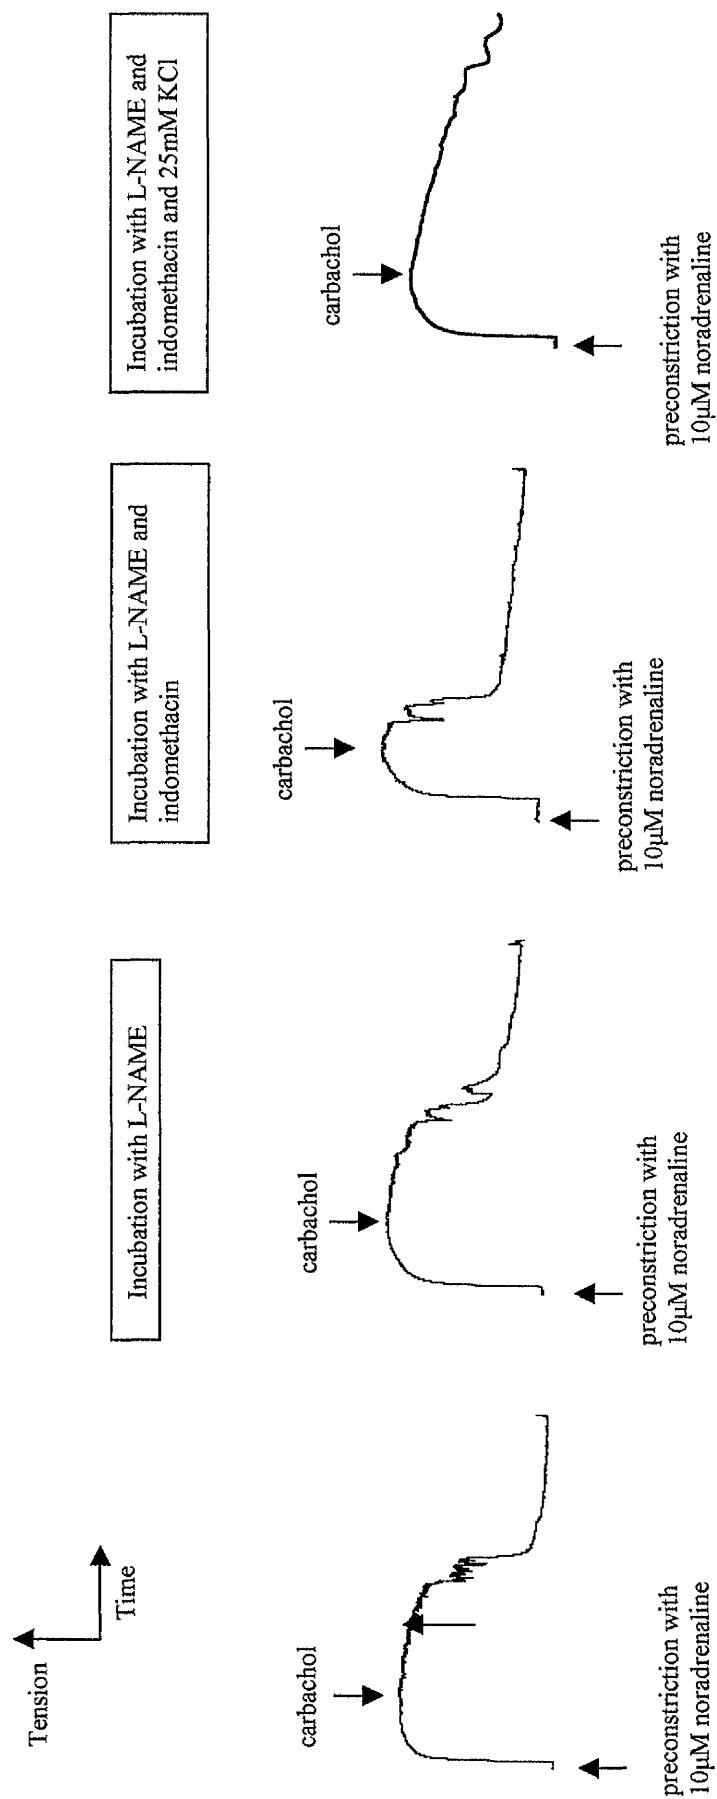 Tension
Time
carbachol
preconstriction with
10µM noradrenaline
Incubation with L-NAME
carbachol
preconstriction with
10µM noradrenaline
Incubation with L-NAME and
indomethacin
carbachol
preconstriction with
10µM noradrenaline
Incubation with L-NAME and
indomethacin and 25mM KCl
carbachol
preconstriction with
10µM noradrenaline